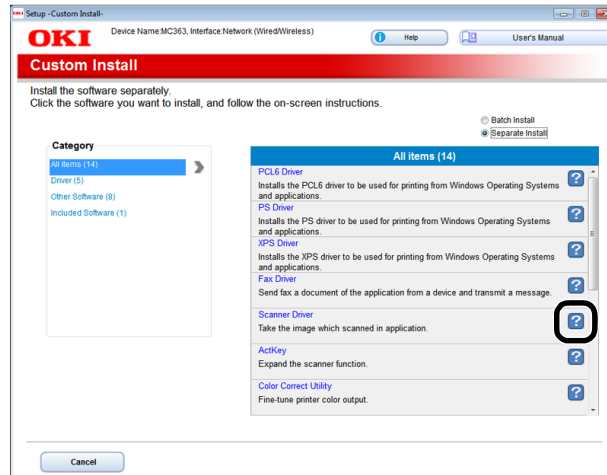 OKI Setup -Custom Install-
OKI
Device Name:MC363, Interface:Network (Wired/Wireless)
Help
User's Manual
Custom Install
Install the software separately.
Click the software you want to install, and follow the on-screen instructions.
Batch Install
Separate Install
Category
All items (14)
Driver (5)
Other Software (8)
Included Software (1)
All items (14)
PCL6 Driver
Installs the PCL6 driver to be used for printing from Windows Operating Systems
and applications.
PS Driver
Installs the PS driver to be used for printing from Windows Operating Systems
and applications.
XPS Driver
Installs the XPS driver to be used for printing from Windows Operating Systems
and applications.
Fax Driver
Send fax a document of the application from a device and transmit a message.
Scanner Driver
Take the image which scanned in application.
ActKey
Expand the scanner function.
Color Correct Utility
Fine-tune printer color output.
Cancel